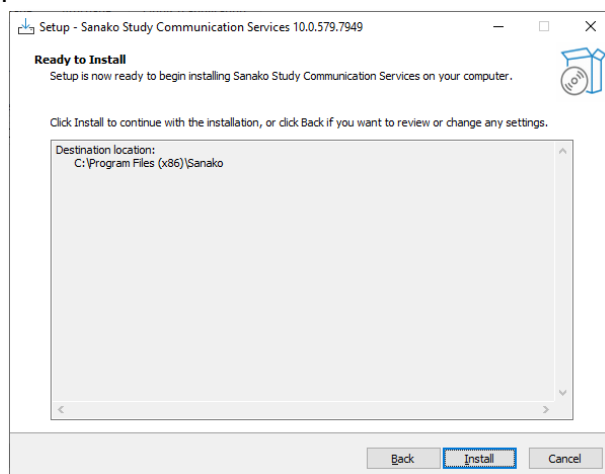 Setup - Sanako Study Communication Services 10.0.579.7949
Ready to Install
Setup is now ready to begin installing Sanako Study Communication Services on your computer.
Click Install to continue with the installation, or click Back if you want to review or change any settings.
Destination location:
C:\Program Files (x86)\Sanako
Back Install Cancel